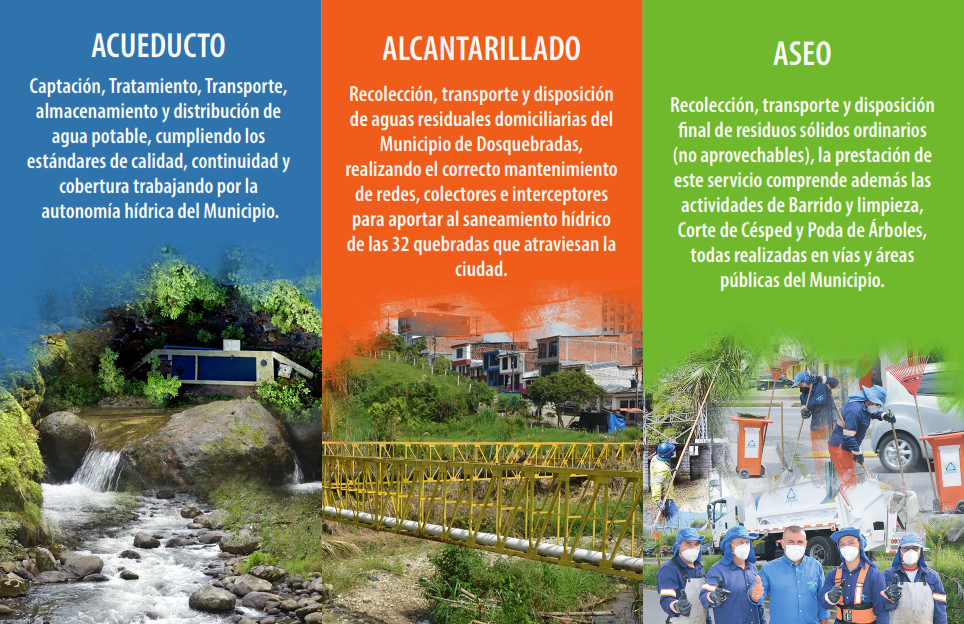 ACUEDUCTO
Captación, Tratamiento, Transporte,
almacenamiento y distribución de
agua potable, cumpliendo los
estándares de calidad, continuidad y
cobertura trabajando por la
autonomía hídrica del Municipio.
ALCANTARILLADO
Recolección, transporte y disposición
de aguas residuales domiciliarias del
Municipio de Dosquebradas,
realizando el correcto mantenimiento
de redes, colectores e interceptores
para aportar al saneamiento hídrico
de las 32 quebradas que atraviesan la
ciudad.
ASEO
Recolección, transporte y disposición
final de residuos sólidos ordinarios
(no aprovechables), la prestación de
este servicio comprende además las
actividades de Barrido y limpieza,
Corte de Césped y Poda de Árboles,
todas realizadas en vías y áreas
públicas del Municipio.